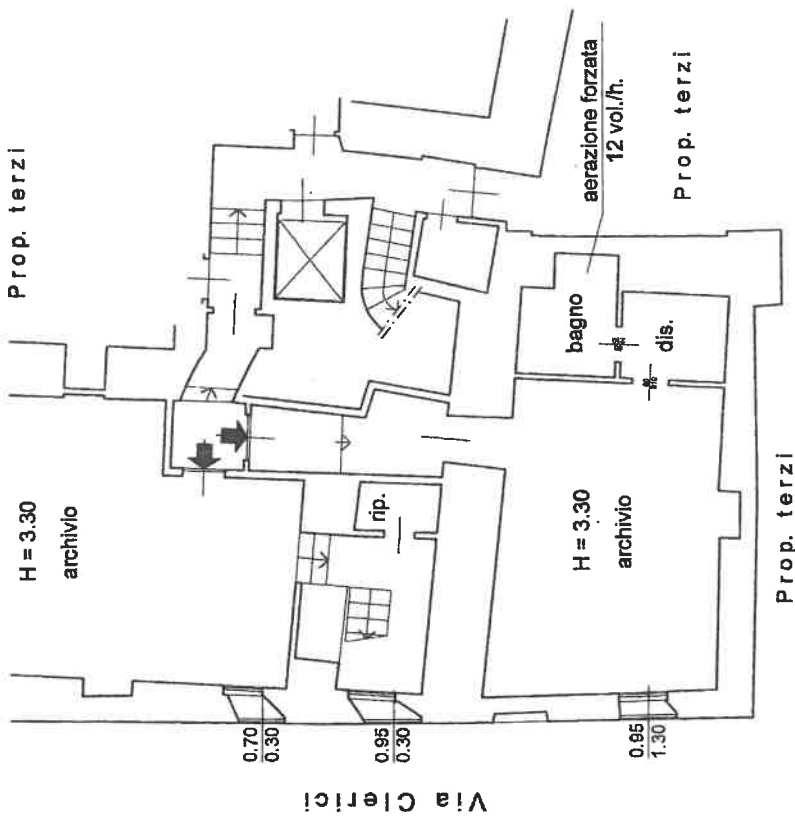 Prop. terzi
H = 3.30
archivio
aerazione forzata
12 vol./h.
Prop. terzi
bagno
dis.
rip.
H = 3.30
archivio
Prop. terzi
0.70
0.30
0.95
0.30
0.95
1.30
Via Clerici